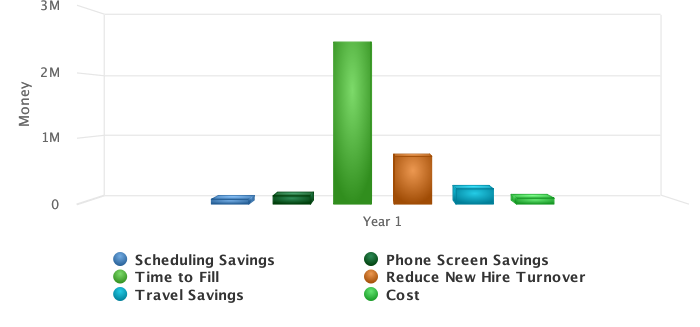 3M
2M
1M
0
Money
Year 1
Scheduling Savings
Phone Screen Savings
Time to Fill
Reduce New Hire Turnover
Travel Savings
Cost